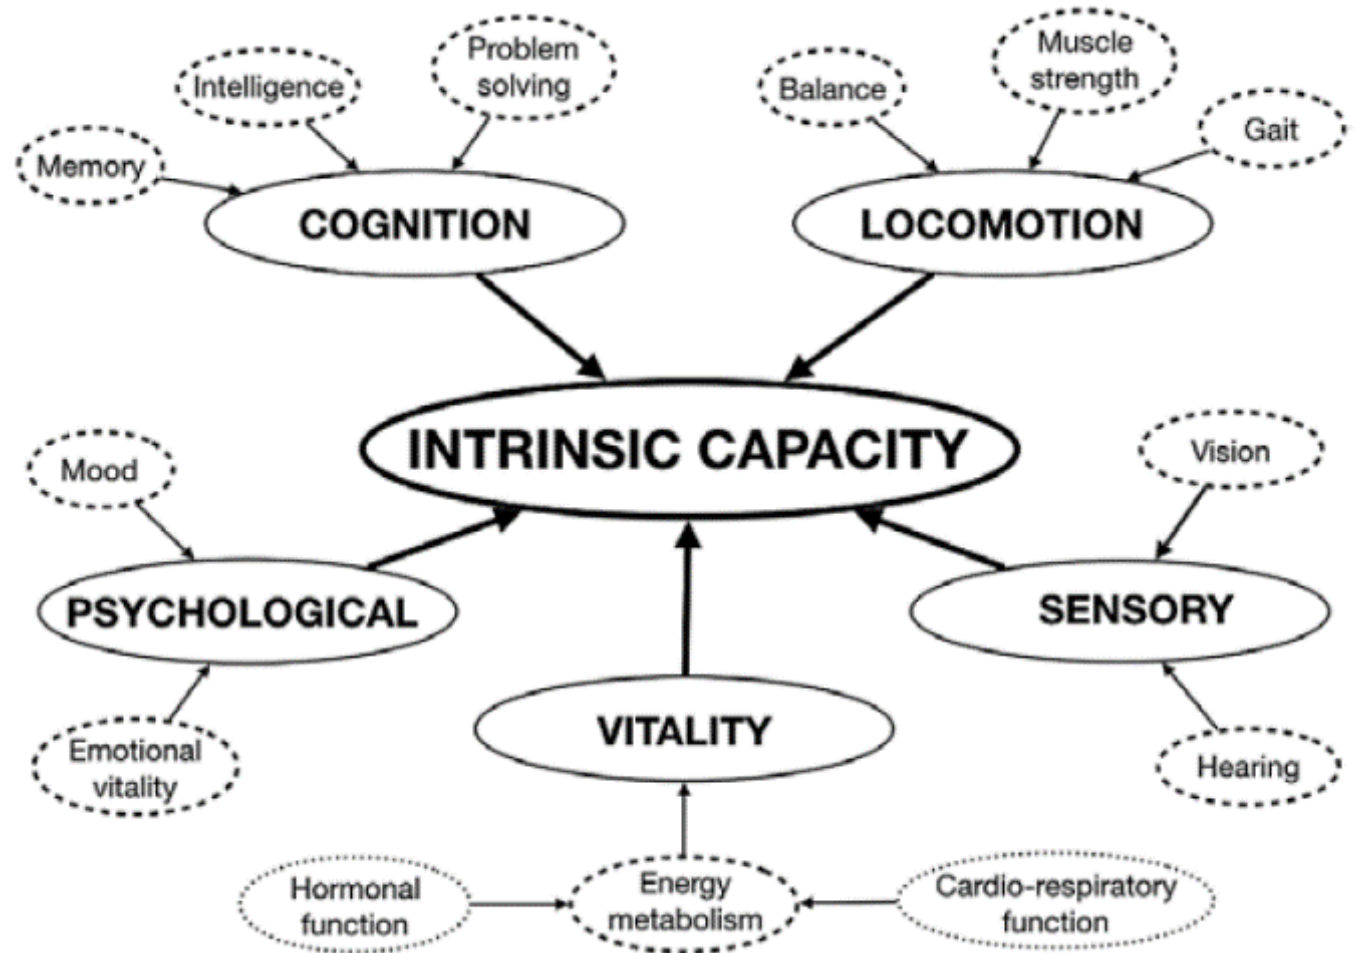 Problem
solving
Intelligence
Memory
COGNITION
Muscle
strength
Balance
Gait
LOCOMOTION
INTRINSIC CAPACITY
Mood
PSYCHOLOGICAL
Emotional
vitality
Vision
SENSORY
Hearing
VITALITY
Hormonal
function
Energy
metabolism
Cardio-respiratory
function